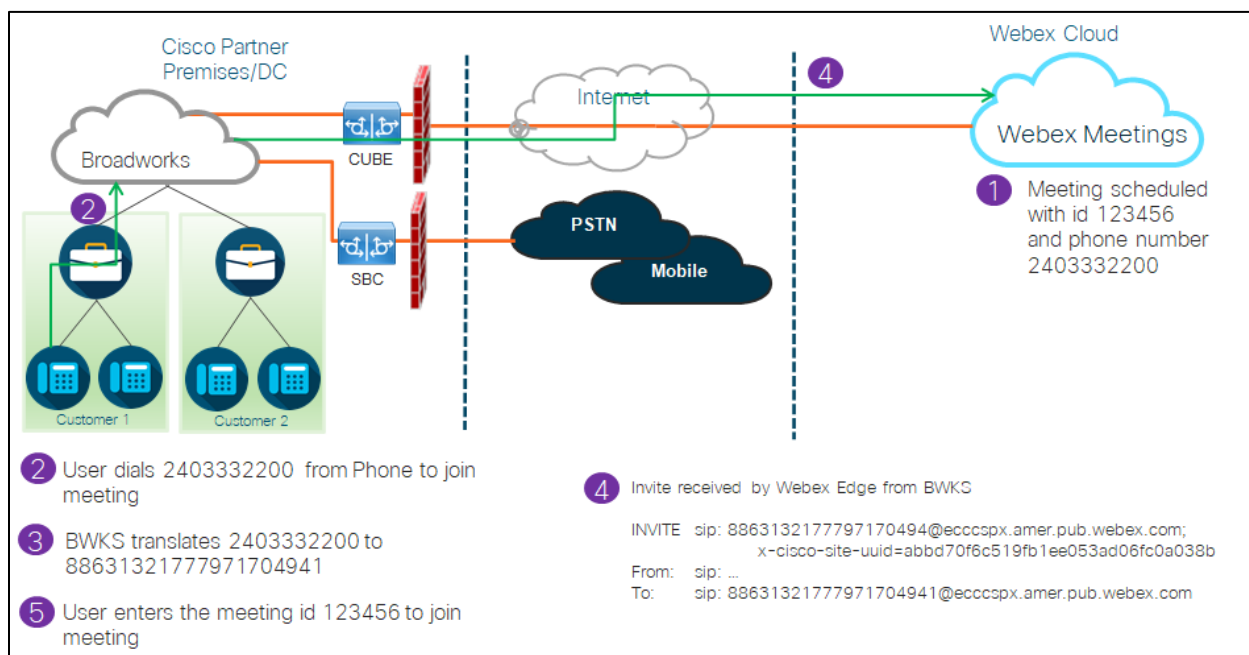 Cisco Partner
Premises/DC
Webex Cloud
4
Internet
Broadworks
CUBE
Webex Meetings
2
1
Meeting scheduled
with id 123456
and phone number
2403332200
PSTN
SBC
Mobile
Customer 1
Customer 2
2 User dials 2403332200 from Phone to join
meeting
3 BWKS translates 2403332200 to
88631321777971704941
5 User enters the meeting id 123456 to join
meeting
4 Invite received by Webex Edge from BWKS
INVITE sip: 8863132177797170494@ecccspx.amer.pub.webex.com;
x-cisco-site-uuid=abbd70f6c519fb1ee053ad06fc0a038b
From: sip: ...
To: sip: 88631321777971704941@ecccspx.amer.pub.webex.com